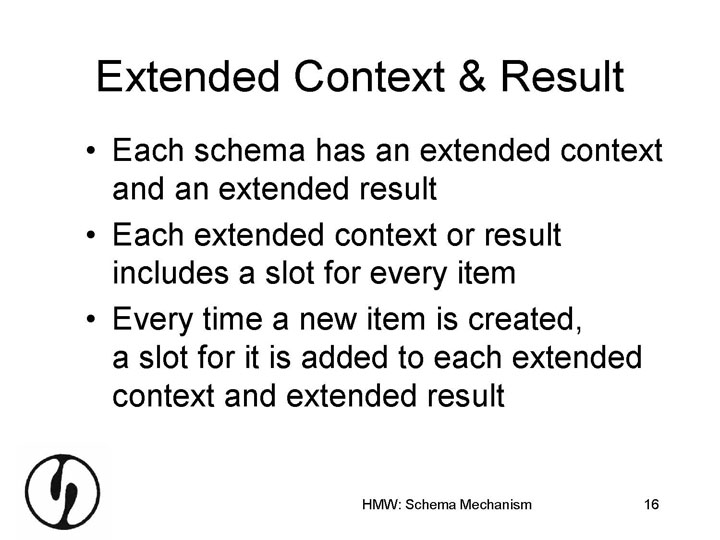 Extended Context & Result
• Each schema has an extended context
and an extended result
• Each extended context or result
includes a slot for every item
• Every time a new item is created,
a slot for it is added to each extended
context and extended result
HMW: Schema Mechanism
16